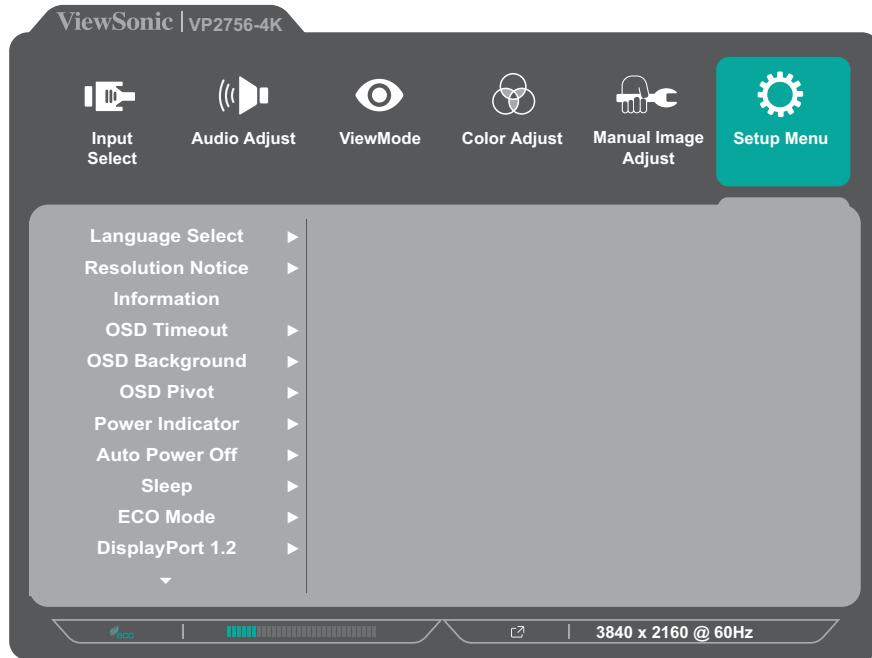 ViewSonic VP2756-4K
Input
Select
Audio Adjust
ViewMode
Color Adjust
Manual Image
Adjust
Setup Menu
Language Select
Resolution Notice
Information
OSD Timeout
OSD Background
OSD Pivot
Power Indicator
Auto Power Off
Sleep
ECO Mode
DisplayPort 1.2
eco
3840 x 2160 @ 60Hz